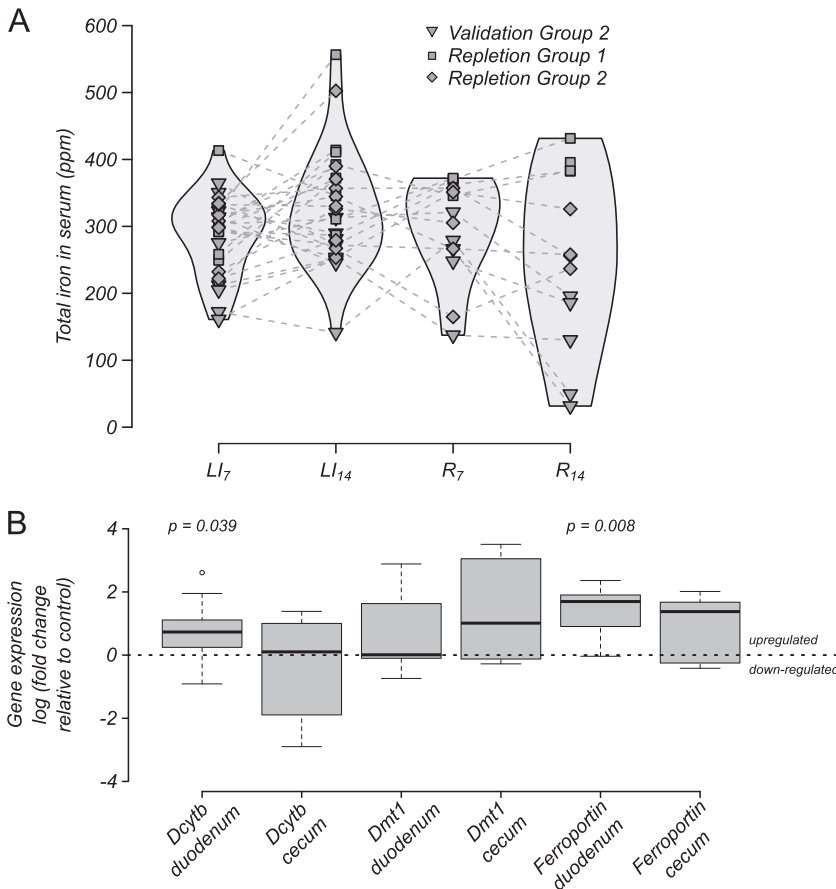 A
Total iron in serum (ppm)
600
500
400
300
200
100
0
Validation Group 2
Repletion Group 1
Repletion Group 2
LI7
LI14
R7
R14
B
Gene expression
log (fold change
relative to control)
4
2
0
-2
-4
p = 0.039
p = 0.008
upregulated
down-regulated
Dcytb
duodenum
Dcytb
cecum
Dmt1
duodenum
Dmt1
cecum
Ferroportin
duodenum
Ferroportin
cecum